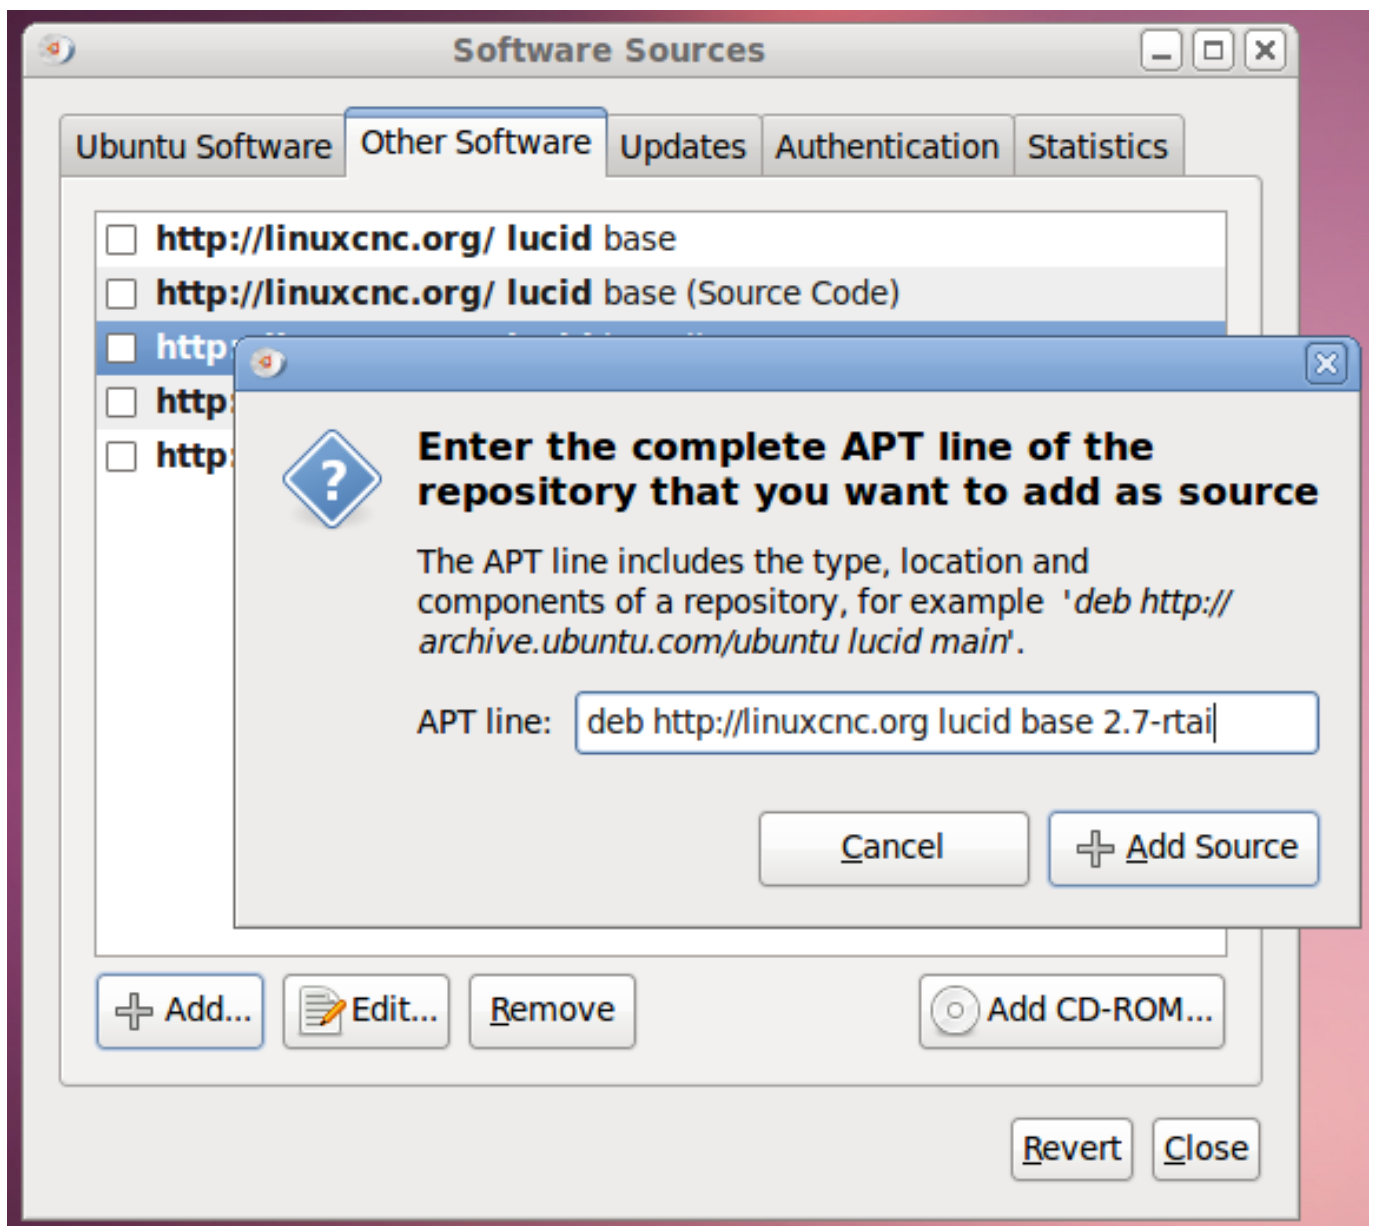 Software Sources
Ubuntu Software Other Software Updates Authentication Statistics
http://linuxcnc.org/ lucid base
http://linuxcnc.org/ lucid base (Source Code)
http:
http:
http:
Enter the complete APT line of the
repository that you want to add as source
The APT line includes the type, location and
components of a repository, for example 'deb http://
archive.ubuntu.com/ubuntu lucid main'.
APT line: deb http://linuxcnc.org lucid base 2.7-rtai
Cancel Add Source
Add... Edit... Remove Add CD-ROM...
Revert Close